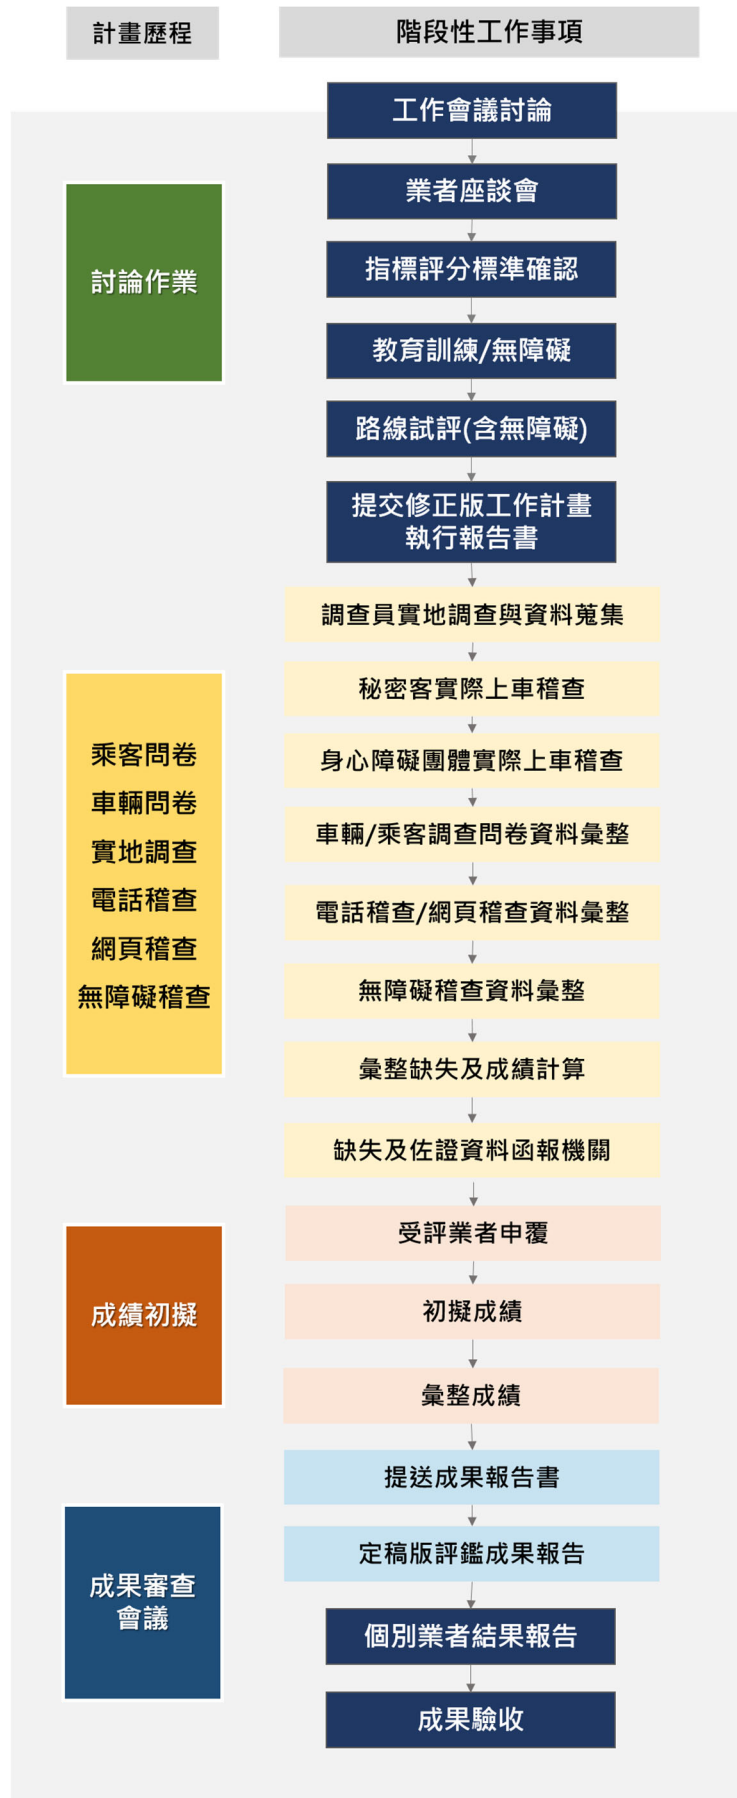 計畫歷程
階段性工作事項
討論作業
工作會議討論
業者座談會
指標評分標準確認
教育訓練/無障礙
路線試評(含無障礙)
提交修正版工作計畫
執行報告書
乘客問卷
車輛問卷
實地調查
電話稽查
網頁稽查
無障礙稽查
調查員實地調查與資料蒐集
秘密客實際上車稽查
身心障礙團體實際上車稽查
車輛/乘客調查問卷資料彙整
電話稽查/網頁稽查資料彙整
無障礙稽查資料彙整
彙整缺失及成績計算
缺失及佐證資料函報機關
成績初擬
受評業者申覆
初擬成績
彙整成績
成果審查
會議
提送成果報告書
定稿版評鑑成果報告
個別業者結果報告
成果驗收